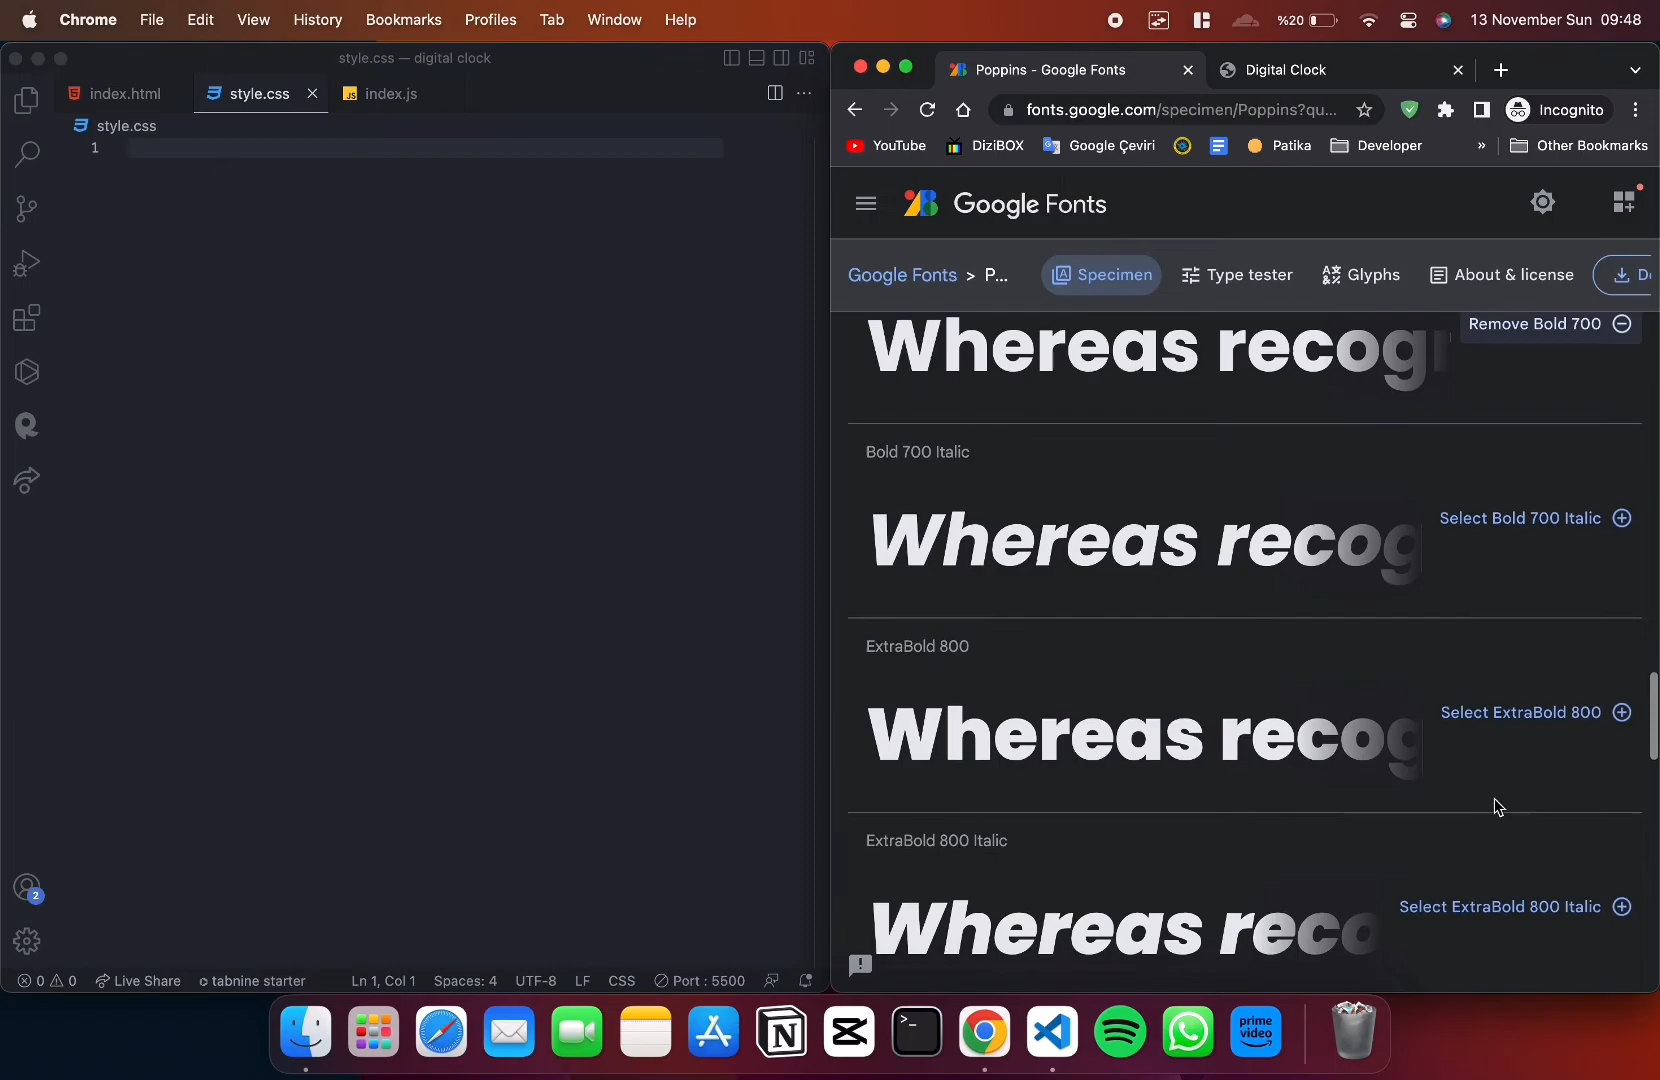 Chrome File Edit View History Bookmarks Profiles Tab Window Help %20 13 November Sun 09:48
style.css — digital clock
index.html style.css index.js
style.css
1
2
0 0 Live Share tabnine starter Ln 1, Col 1 Spaces: 4 UTF-8 LF CSS Port : 5500
Poppins - Google Fonts Digital Clock
fonts.google.com/specimen/Poppins?qu... Incognito
YouTube DiziBOX Google Çeviri Patika Developer » Other Bookmarks
Google Fonts
Google Fonts > P... Specimen Type tester Glyphs About & license D
Whereas recog Remove Bold 700
Bold 700 Italic
Whereas recog Select Bold 700 Italic
ExtraBold 800
Whereas recog Select ExtraBold 800
ExtraBold 800 Italic
Whereas reco Select ExtraBold 800 Italic
prime
video